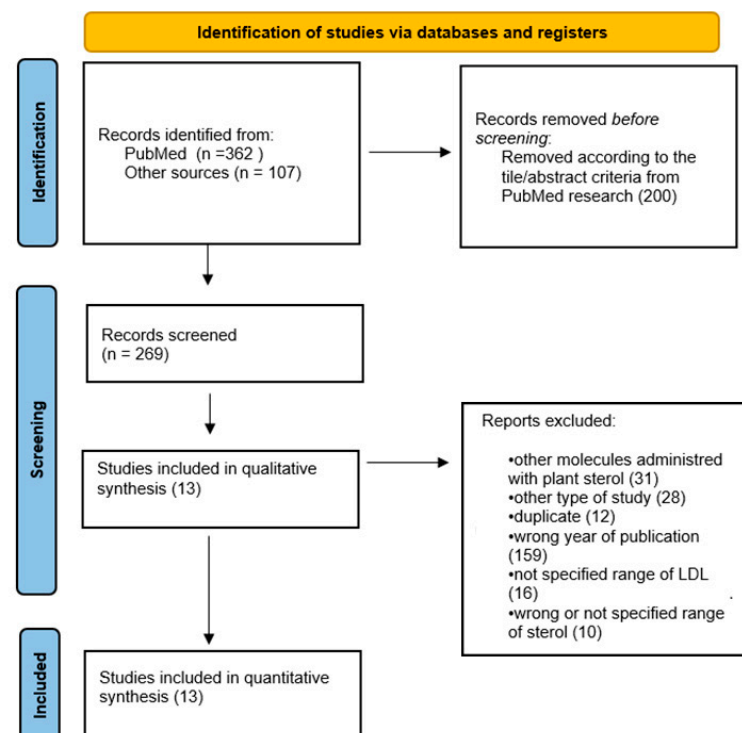 Identification of studies via databases and registers
Identification
Records identified from:
PubMed (n =362 )
Other sources (n = 107)
Records removed before
screening:
Removed according to the
tile/abstract criteria from
PubMed research (200)
Screening
Records screened
(n = 269)
Studies included in qualitative
synthesis (13)
Reports excluded:
•other molecules administred
with plant sterol (31)
•other type of study (28)
•duplicate (12)
•wrong year of publication
(159)
•not specified range of LDL
(16) .
•wrong or not specified range
of sterol (10)
Included
Studies included in quantitative
synthesis (13)